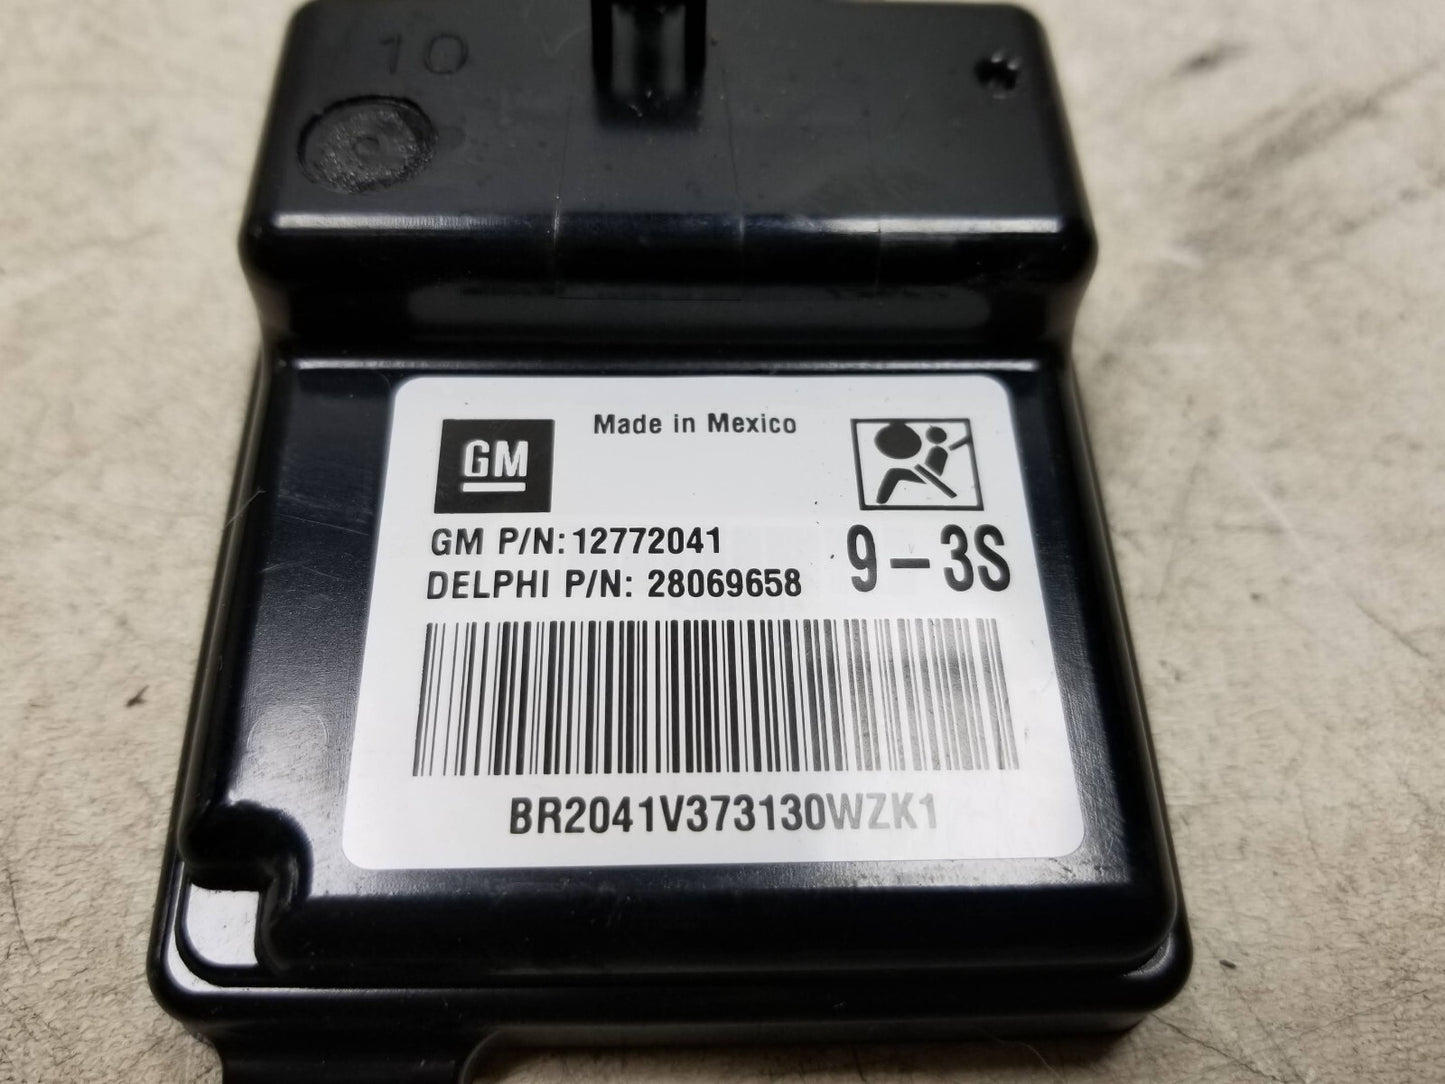 10
Made in Mexico
GM
GM P/N:12772041
DELPHI P/N: 28069658
9-3S
BR2041V373130WZK1